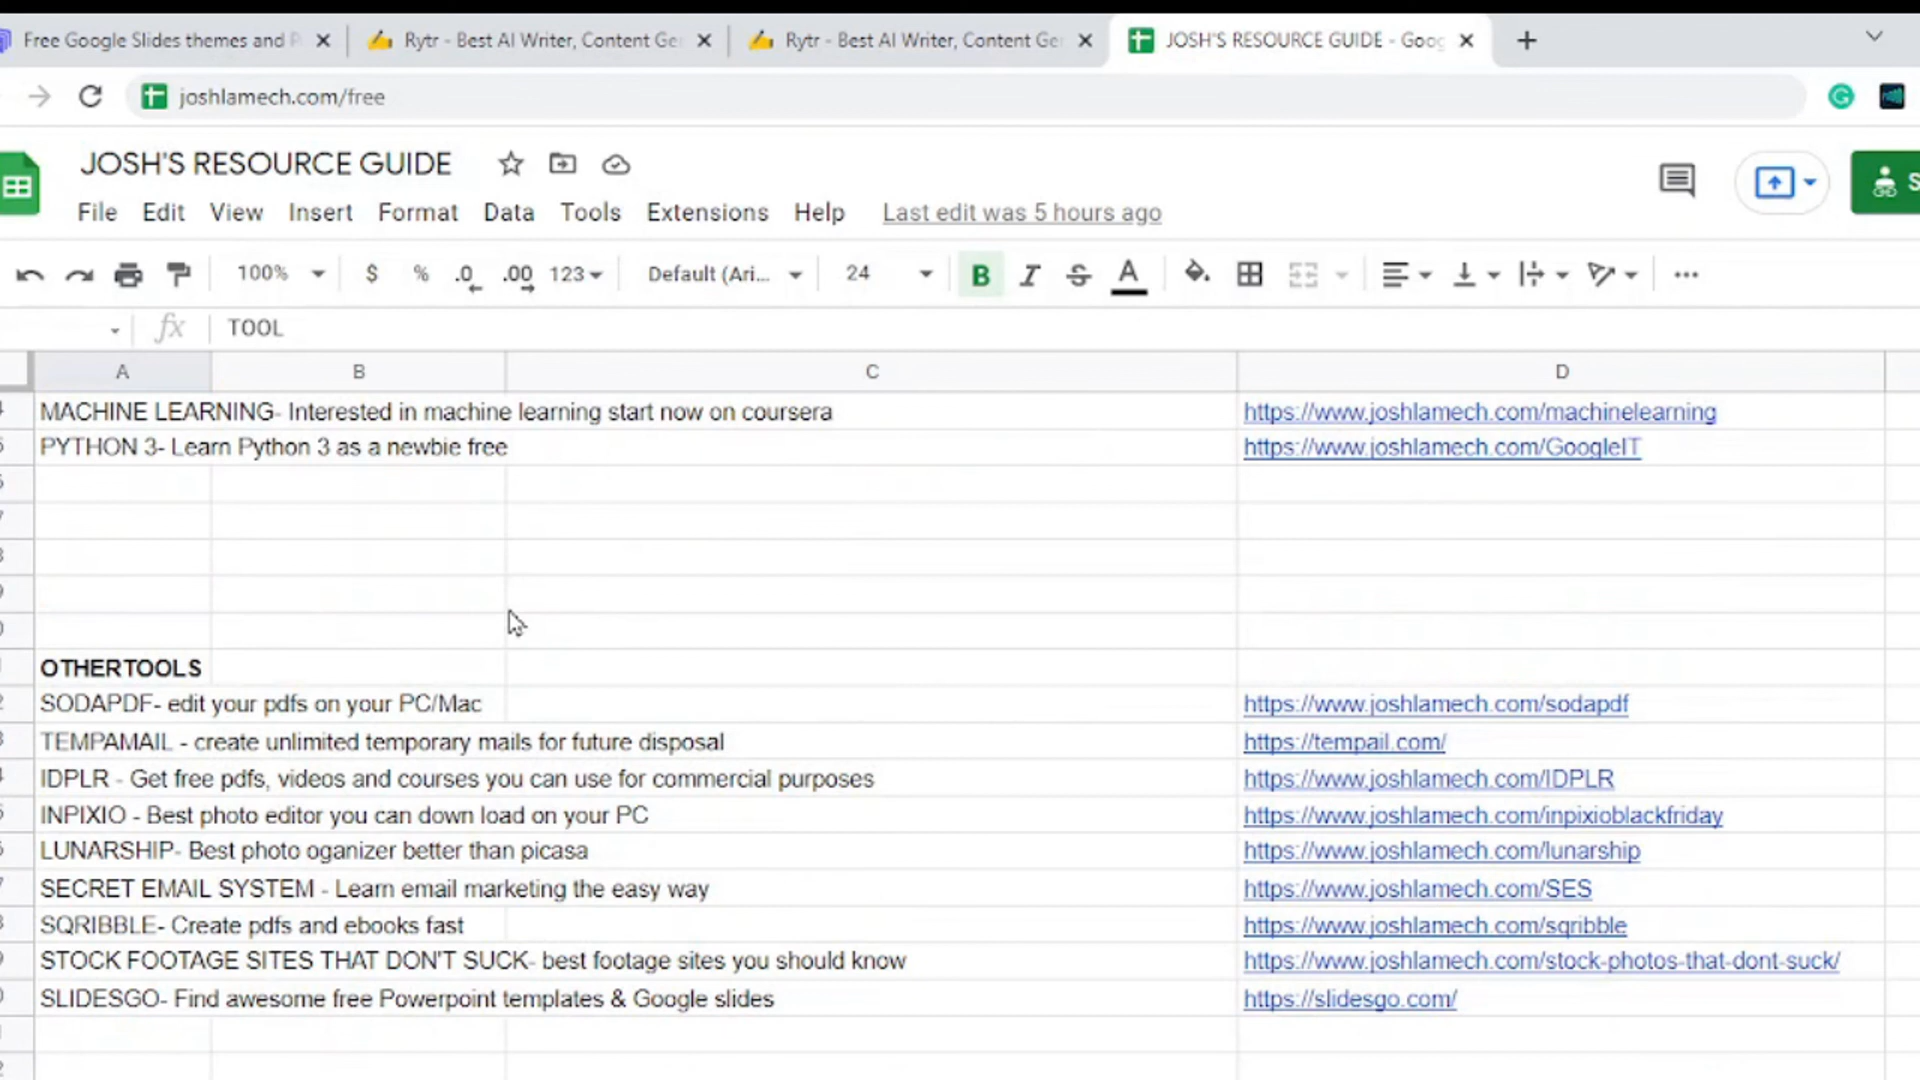 Free Google Slides themes and P
Rytr - Best AI Writer, Content Ge
Rytr - Best AI Writer, Content Ger
JOSH'S RESOURCE GUIDE - Goog
joshlamech.com/free
JOSH'S RESOURCE GUIDE
File Edit View Insert Format Data Tools Extensions Help Last edit was 5 hours ago
100% $ % .0 .00 123 Default (Ari... 24 B I S A
fx TOOL
A B C D
MACHINE LEARNING- Interested in machine learning start now on coursera https://www.joshlamech.com/machinelearning
PYTHON 3- Learn Python 3 as a newbie free https://www.joshlamech.com/GoogleIT
OTHERTOOLS
SODAPDF- edit your pdfs on your PC/Mac https://www.joshlamech.com/sodapdf
TEMPAMAIL - create unlimited temporary mails for future disposal https://tempail.com/
IDPLR - Get free pdfs, videos and courses you can use for commercial purposes https://www.joshlamech.com/IDPLR
INPIXIO - Best photo editor you can down load on your PC https://www.joshlamech.com/inpixioblackfriday
LUNARSHIP- Best photo oganizer better than picasa https://www.joshlamech.com/lunarship
SECRET EMAIL SYSTEM - Learn email marketing the easy way https://www.joshlamech.com/SES
SQRIBBLE- Create pdfs and ebooks fast https://www.joshlamech.com/sqribble
STOCK FOOTAGE SITES THAT DON'T SUCK- best footage sites you should know https://www.joshlamech.com/stock-photos-that-dont-suck/
SLIDESGO- Find awesome free Powerpoint templates & Google slides https://slidesgo.com/